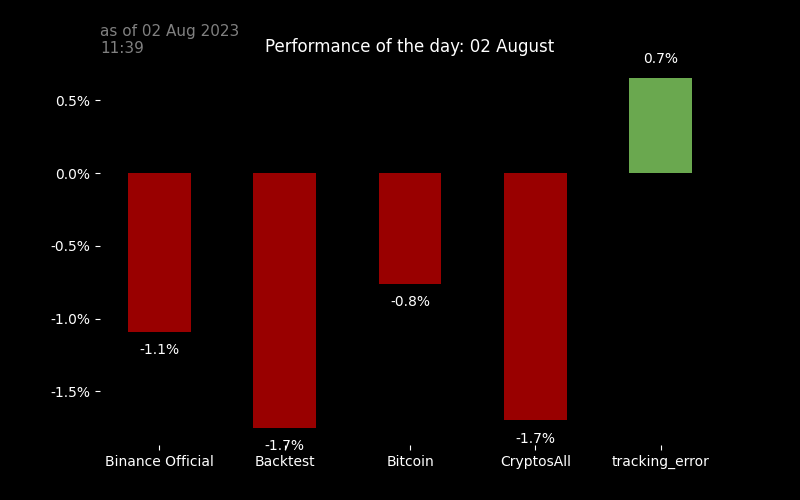 as of 02 Aug 2023
11:39
Performance of the day: 02 August
0.7%
0.5%
0.0%
-0.5%
-1.0%
-1.5%
-1.1%
-1.7%
-0.8%
-1.7%
Binance Official
Backtest
Bitcoin
CryptosAll
tracking_error